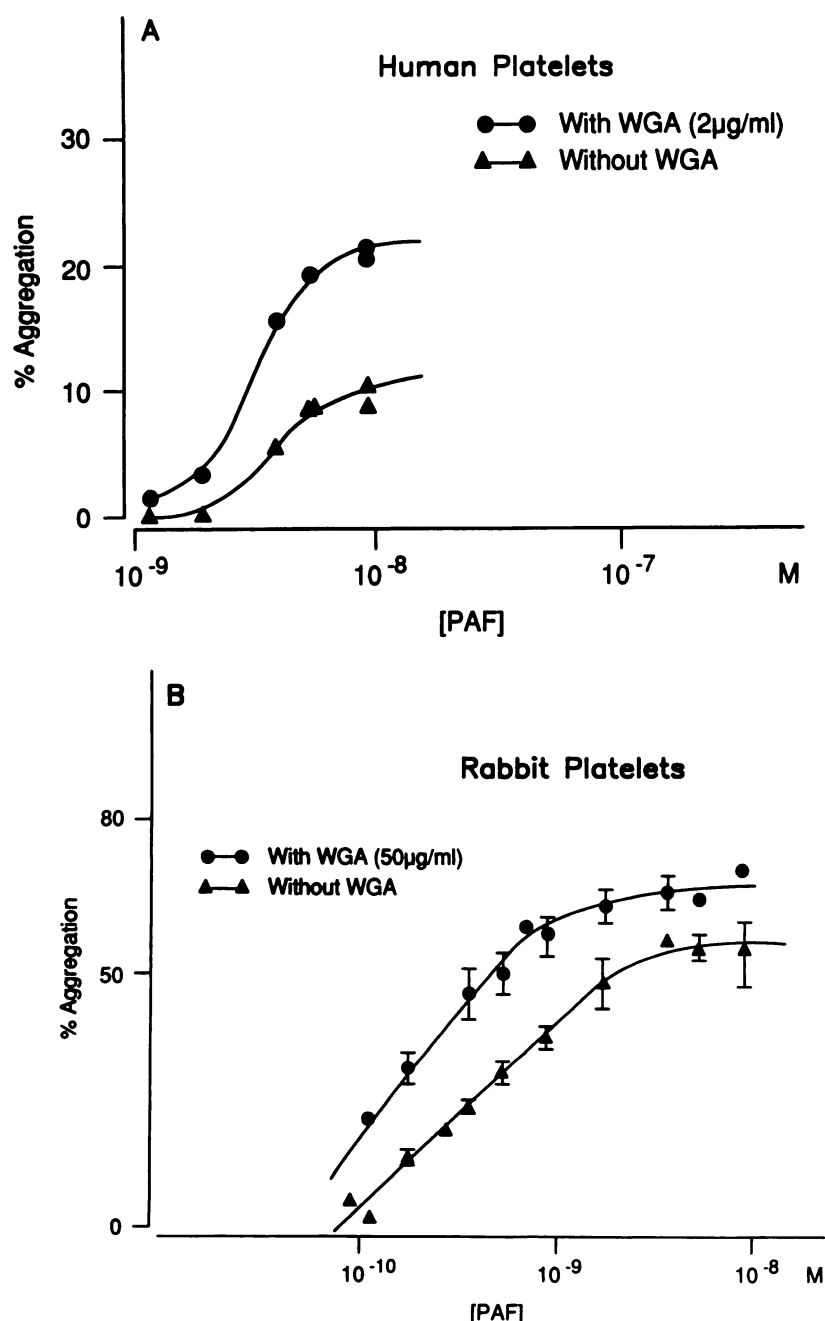 A
Human Platelets
With WGA (2µg/ml)
Without WGA
% Aggregation
30
20
10
0
10-9
10-8
10-7
M
[PAF]
B
Rabbit Platelets
With WGA (50µg/ml)
Without WGA
% Aggregation
80
50
0
10-10
10-9
10-8
M
[PAF]